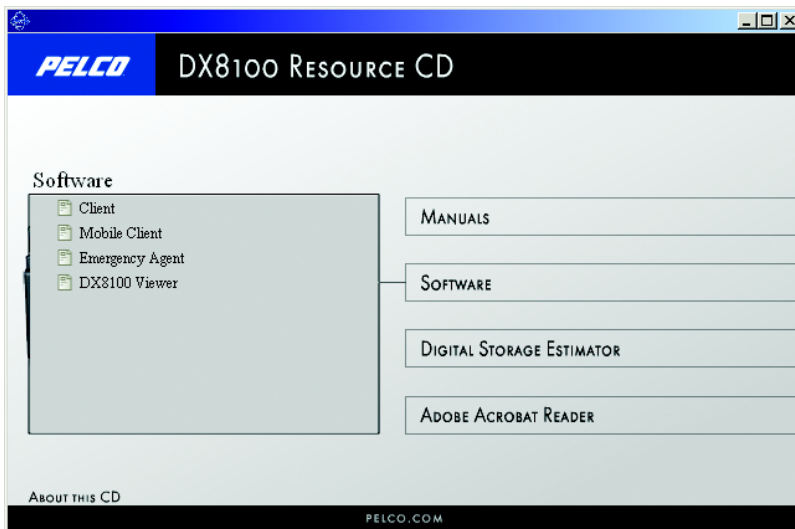 PELCO DX8100 RESOURCE CD
Software
Client
Mobile Client
Emergency Agent
DX8100 Viewer
MANUALS
SOFTWARE
DIGITAL STORAGE ESTIMATOR
ADOBE ACROBAT READER
ABOUT THIS CD
PELCO.COM